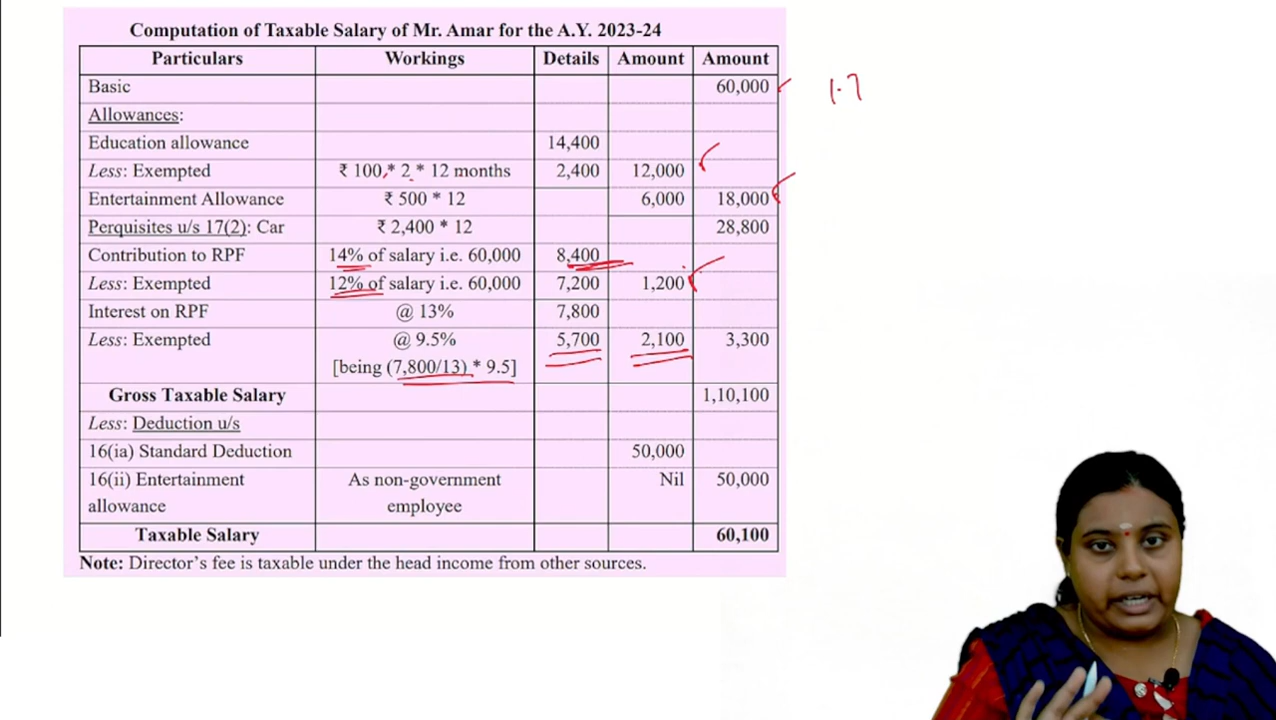 Computation of Taxable Salary of Mr. Amar for the A.Y. 2023-24
Particulars Workings Details Amount Amount
Basic 60,000
1.7
Allowances:
Education allowance 14,400
Less: Exempted ₹ 100 * 2 * 12 months 2,400 12,000
Entertainment Allowance ₹ 500 * 12 6,000 18,000
Perquisites u/s 17(2): Car ₹ 2,400 * 12 28,800
Contribution to RPF 14% of salary i.e. 60,000 8,400
Less: Exempted 12% of salary i.e. 60,000 7,200 1,200
Interest on RPF @ 13% 7,800
Less: Exempted @ 9.5% 5,700 2,100 3,300
[being (7,800/13) * 9.5]
Gross Taxable Salary 1,10,100
Less: Deduction u/s
16(ia) Standard Deduction 50,000
16(ii) Entertainment As non-government Nil 50,000
allowance employee
Taxable Salary 60,100
Note: Director's fee is taxable under the head income from other sources.